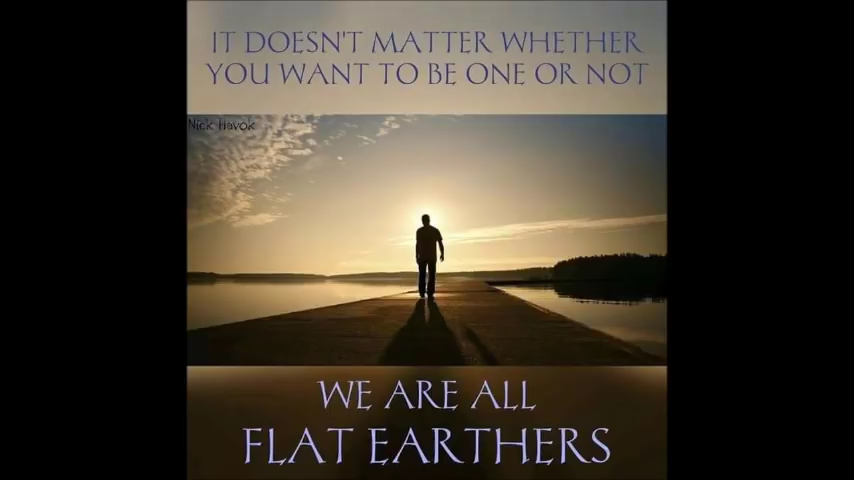 IT DOESN'T MATTER WHETHER
YOU WANT TO BE ONE OR NOT
Nick Havok
WE ARE ALL
FLAT EARTHERS